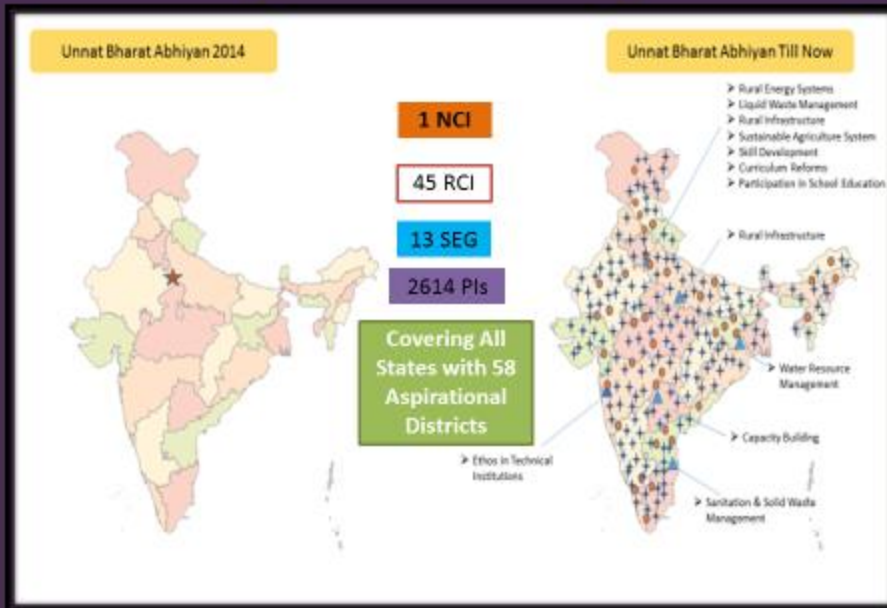 Unnat Bharat Abhiyan 2014
Unnat Bharat Abhiyan Till Now
1 NCI
45 RCI
13 SEG
2614 PIs
Covering All
States with 58
Aspirational
Districts
➤ Rural Energy Systems
➤ Liquid Waste Management
➤ Rural Infrastructure
➤ Sustainable Agriculture System
➤ Skill Development
➤ Curriculum Reforms
➤ Participation in School Education
➤ Rural Infrastructure
➤ Water Resource
Management
➤ Capacity Building
➤ Ethos in Technical
Institutions
➤ Sanitation & Solid Waste
Management